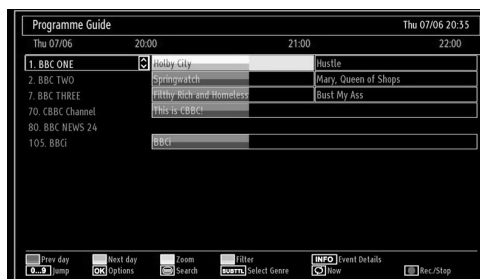 Programme Guide Thu 07/06 20:35
Thu 07/06 20:00 21:00 22:00
1. BBC ONE Holby City Hustle
2. BBC TWO Springwatch Mary, Queen of Shops
7. BBC THREE Filthy Rich and Homeless Bust My Ass
70. CBBC Channel This is CBBC!
80. BBC NEWS 24
105. BBCi BBCi
Prev day Next day Zoom Filter INFO Event Details
0...9 Jump OK Options Search SUBTTL Select Genre Now Rec./Stop